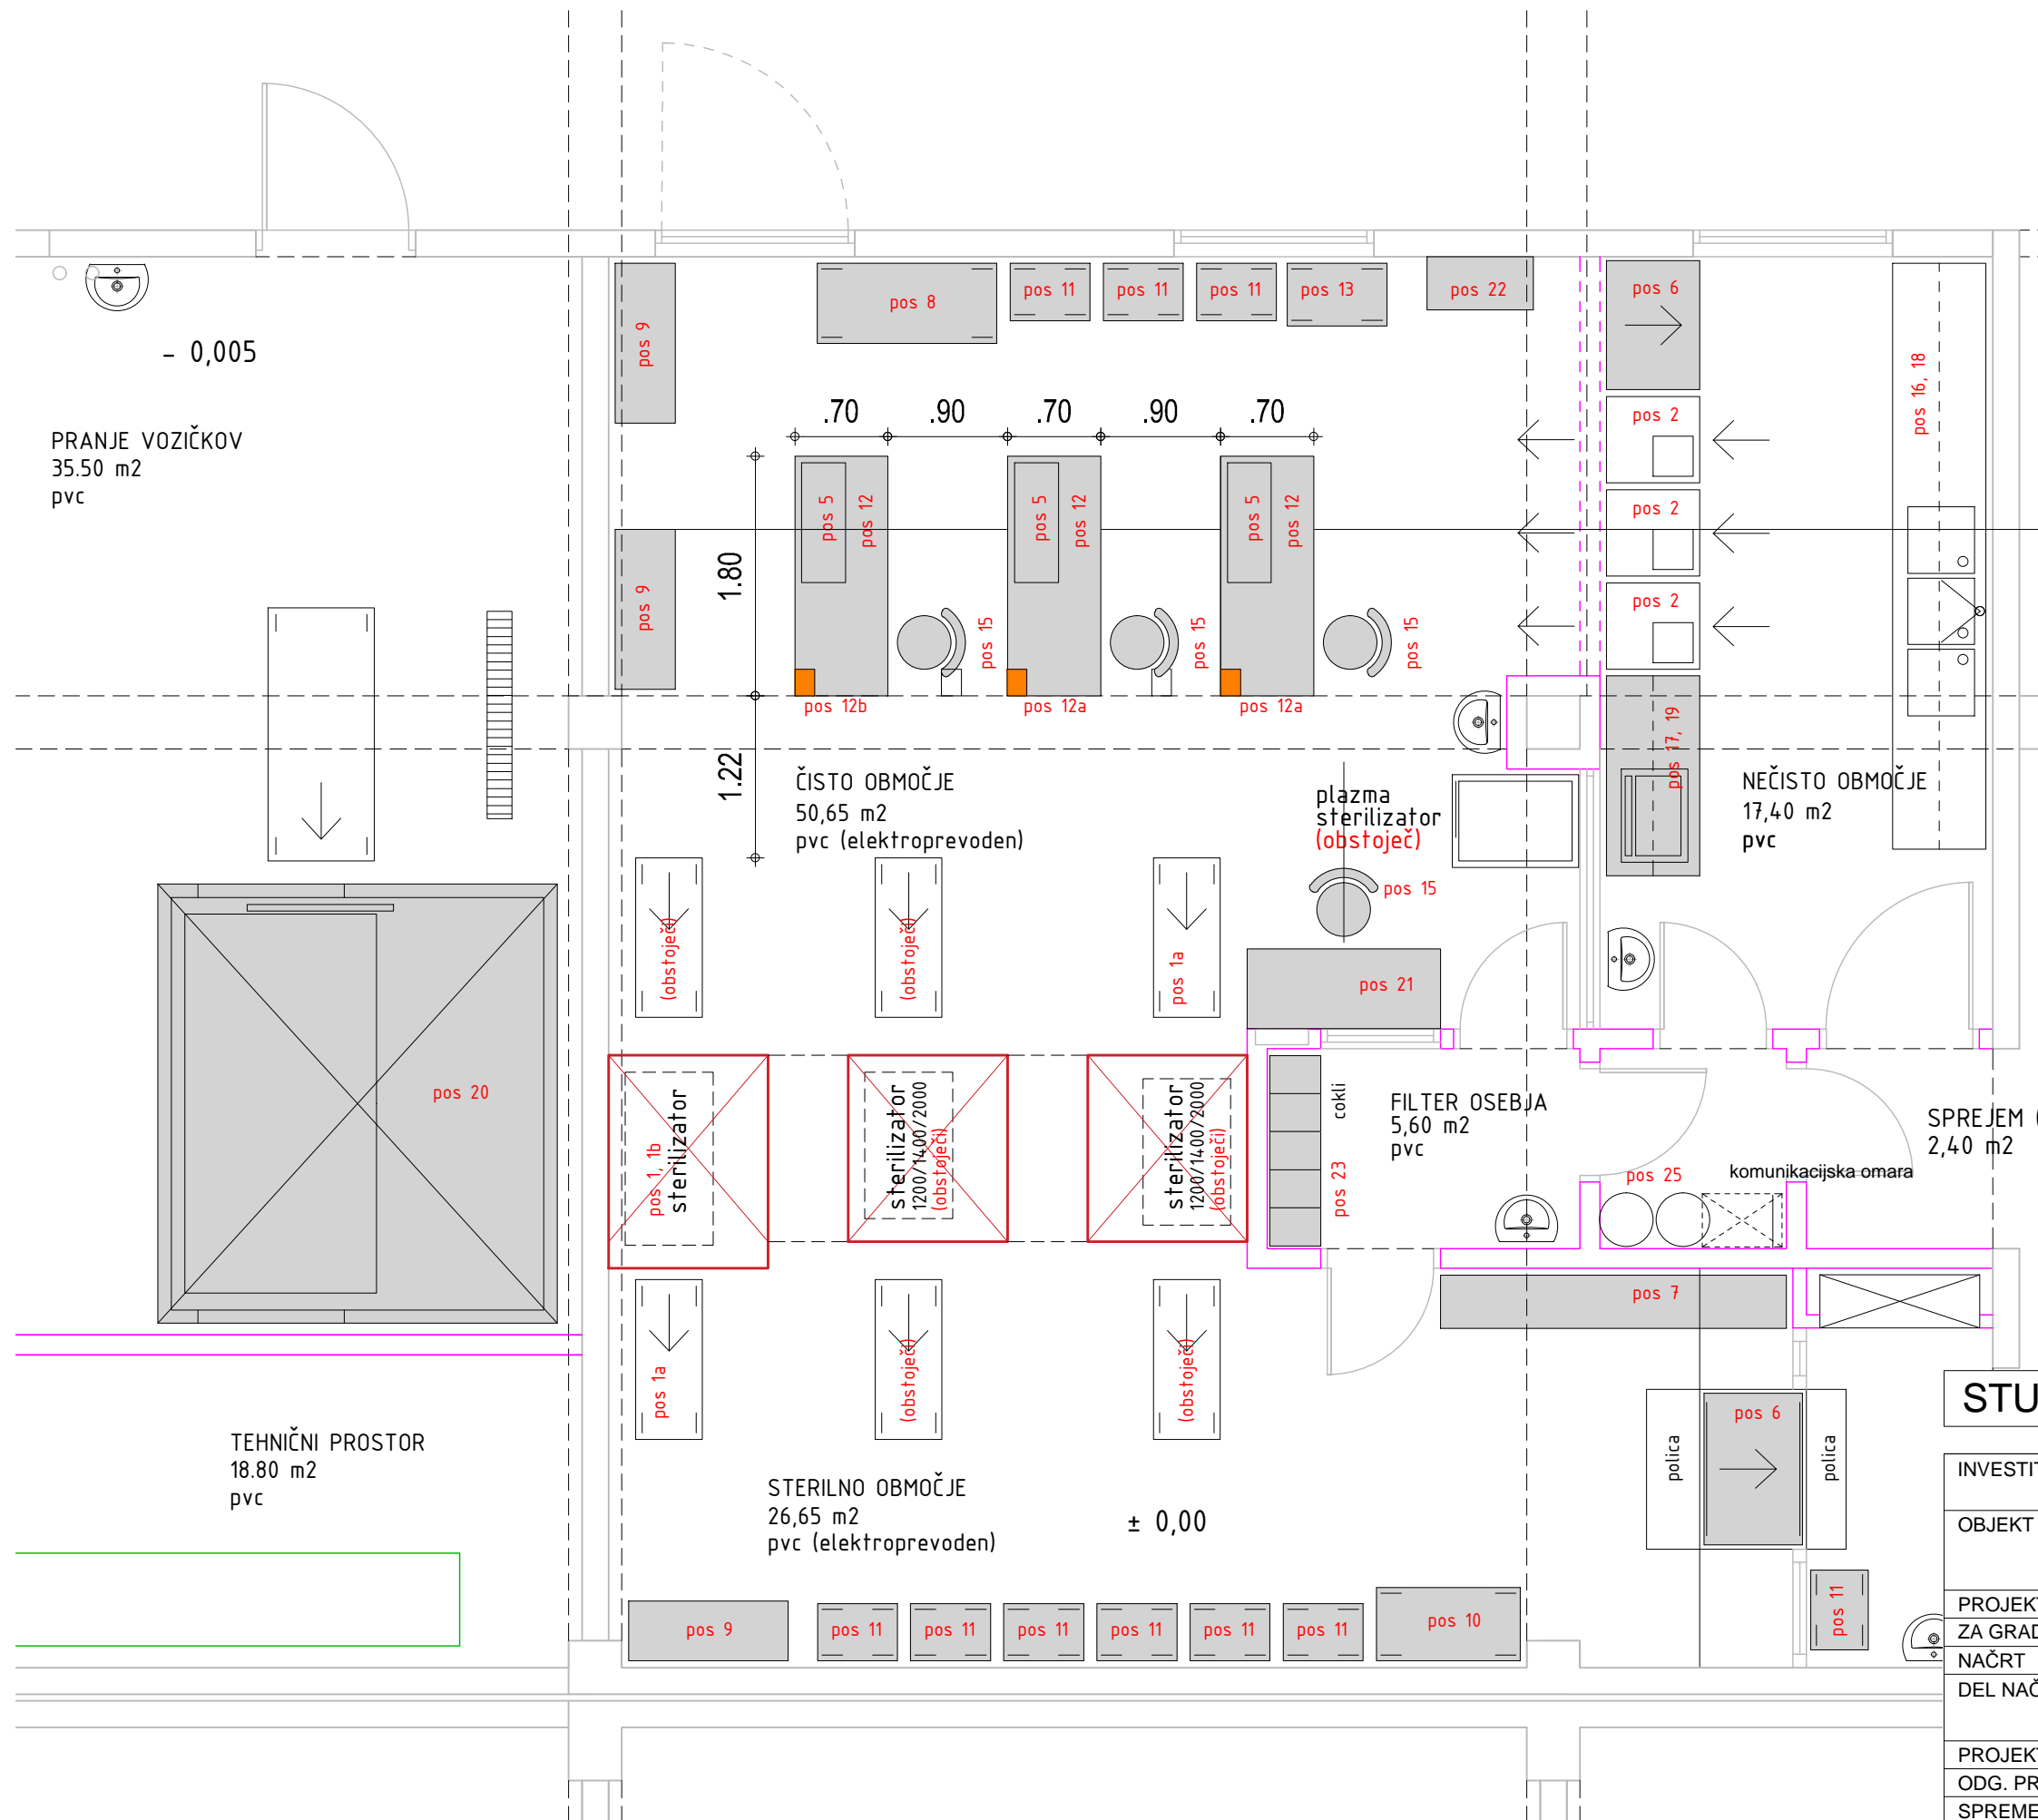 pos 8
pos 11
pos 11
pos 11
pos 13
pos 22
pos 6
pos 9
- 0,005
.70
.90
.70
.90
.70
pos 2
pos 16, 18
PRANJE VOZIČKOV
35.50 m2
pvc
pos 5
pos 12
pos 5
pos 12
pos 5
pos 12
pos 2
1.80
pos 9
pos 15
pos 15
pos 15
pos 2
pos 12b
pos 12a
pos 12a
pos 17, 19
1.22
ČISTO OBMOČJE
50,65 m2
pvc (elektroprevoden)
plazma
sterilizator
(obstoječ)
NEČISTO OBMOČJE
17,40 m2
pvc
(obstoječi)
(obstoječi)
pos 1a
pos 15
pos 21
pos 20
pos 1, 1b
sterilizator
sterilizator
1200/1400/2000
(obstoječi)
sterilizator
1200/1400/2000
(obstoječi)
cokli
pos 23
FILTER OSEBJA
5,60 m2
pvc
SPREJEM (
2,40 m2
komunikacijska omara
pos 25
pos 7
pos 1a
(obstoječi)
(obstoječi)
pos 6
polica
polica
STU
TEHNIČNI PROSTOR
18.80 m2
pvc
STERILNO OBMOČJE
26,65 m2
pvc (elektroprevoden)
± 0,00
INVESTIT
OBJEKT
pos 9
pos 11
pos 11
pos 11
pos 11
pos 11
pos 11
pos 10
pos 11
PROJEKT
ZA GRAD
NAČRT
DEL NAČ
PROJEKT
ODG. PR
SPREME